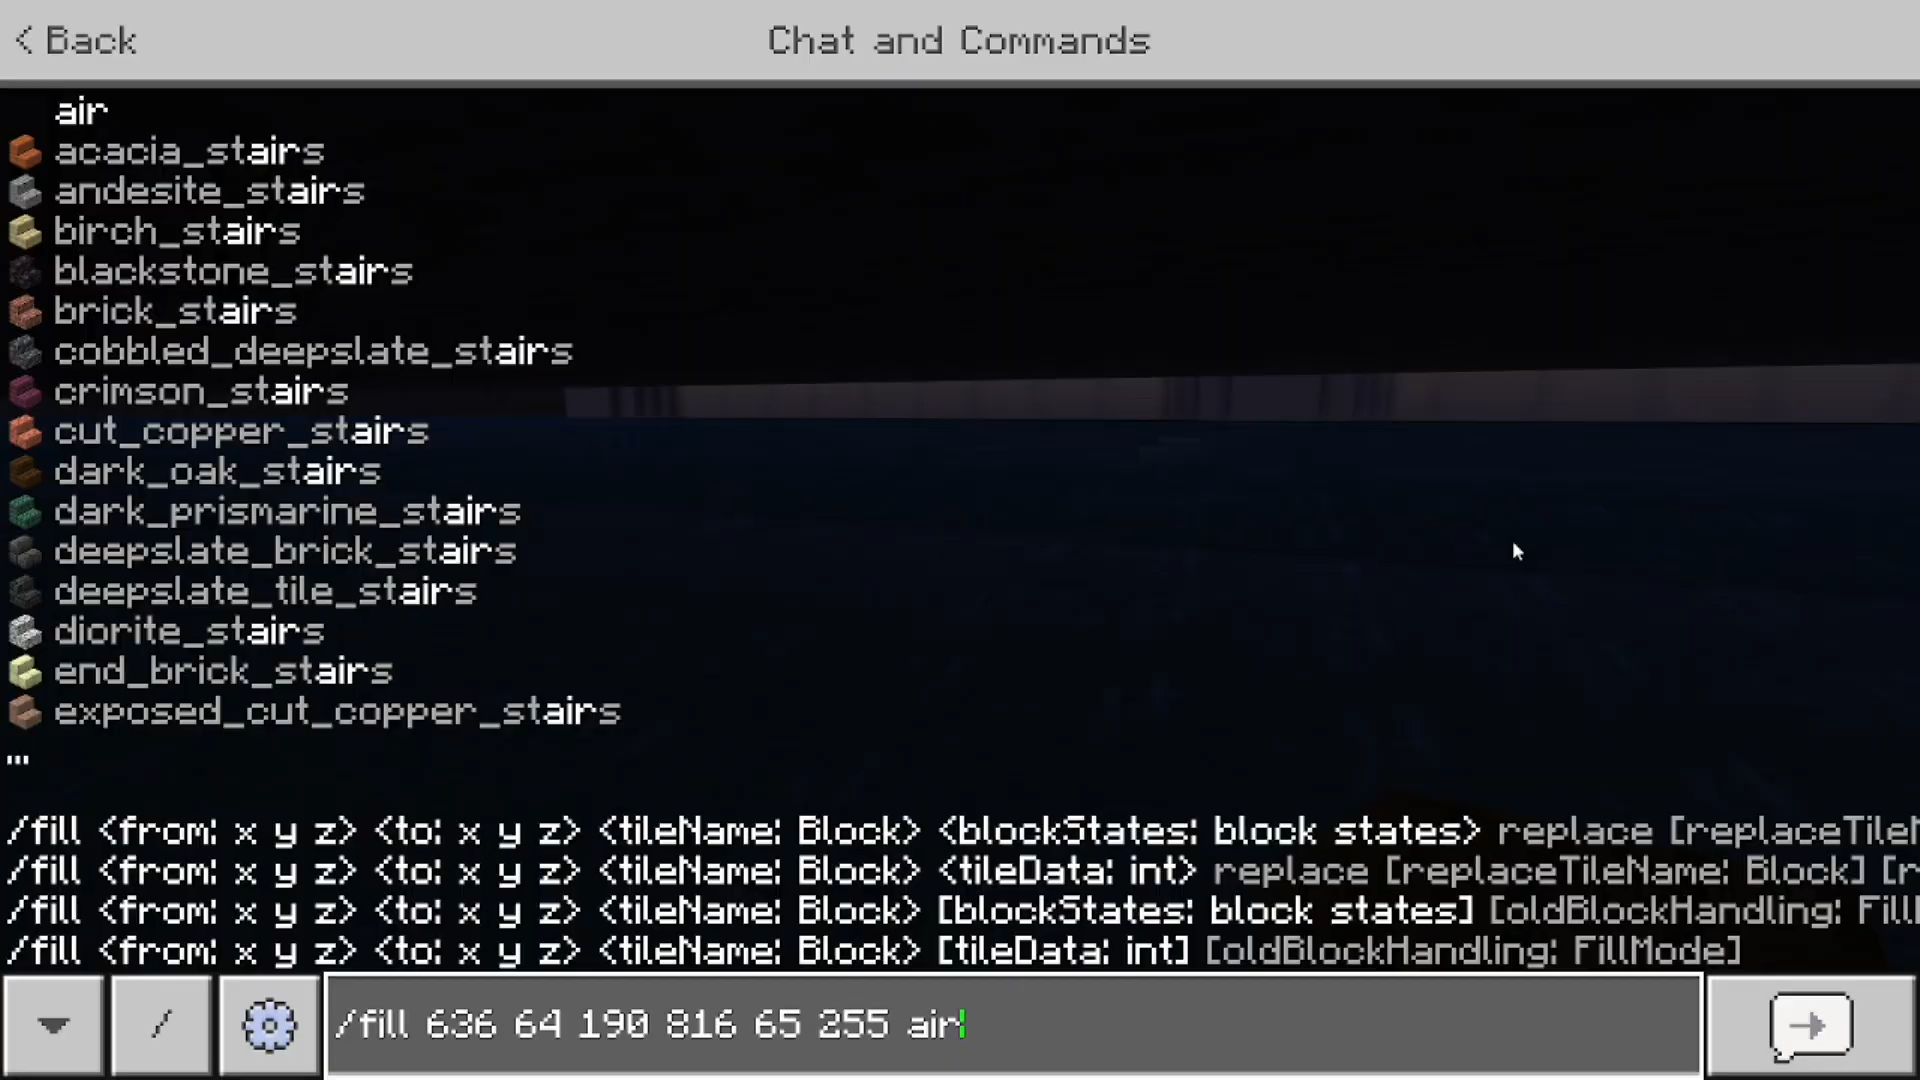 < Back
Chat and Commands
air
acacia_stairs
andesite_stairs
birch_stairs
blackstone_stairs
brick_stairs
cobbled_deepslate_stairs
crimson_stairs
cut_copper_stairs
dark_oak_stairs
dark_prismarine_stairs
deepslate_brick_stairs
deepslate_tile_stairs
diorite_stairs
end_brick_stairs
exposed_cut_copper_stairs
...
/fill <from: x y z> <to: x y z> <tileName: Block> <blockStates: block states> replace [replaceTileN
/fill <from: x y z> <to: x y z> <tileName: Block> <tileData: int> replace [replaceTileName: Block] [r
/fill <from: x y z> <to: x y z> <tileName: Block> [blockStates: block states] [oldBlockHandling: Fill
/fill <from: x y z> <to: x y z> <tileName: Block> [tileData: int] [oldBlockHandling: FillMode]
/ /fill 636 64 190 816 65 255 air